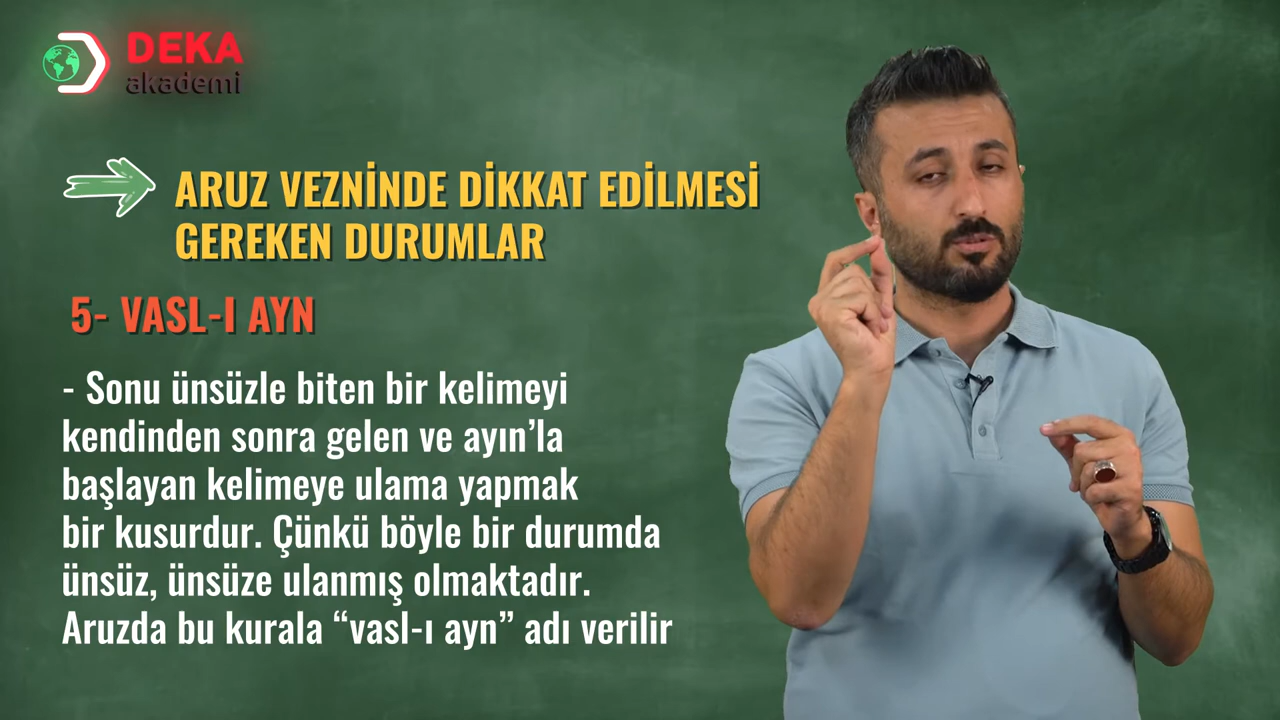 DEKA
akademi
ARUZ VEZNİNDE DİKKAT EDİLMESİ
GEREKEN DURUMLAR
5- VASL-I AYN
- Sonu ünsüzle biten bir kelimeyi
kendinden sonra gelen ve ayın’la
başlayan kelimeye ulama yapmak
bir kusurdur. Çünkü böyle bir durumda
ünsüz, ünsüze ulanmış olmaktadır.
Aruzda bu kurala “vasl-ı ayn” adı verilir